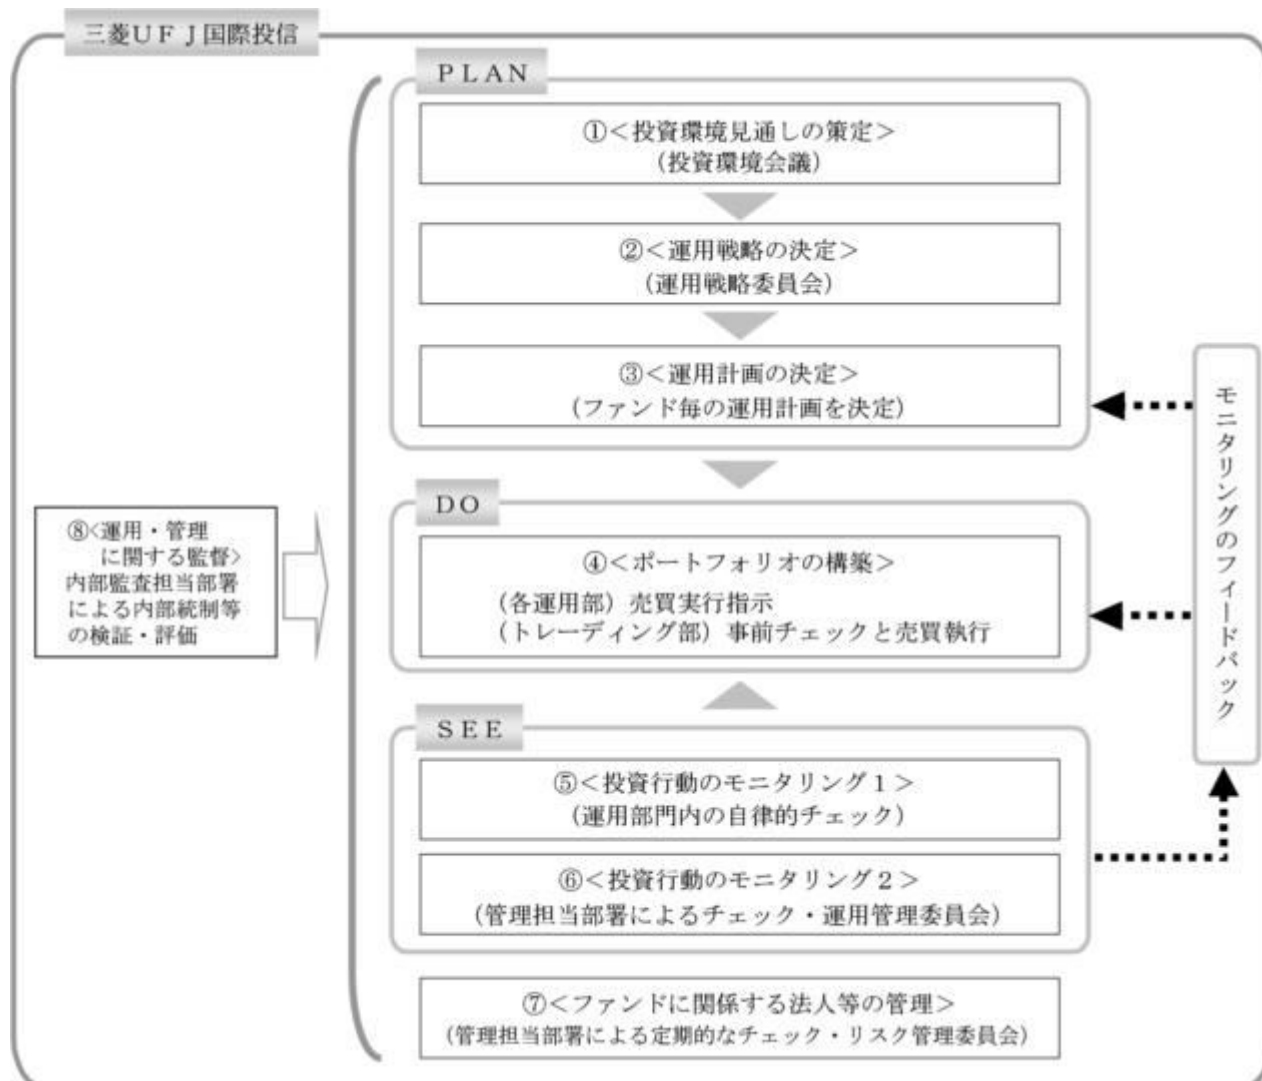 三菱ＵＦＪ国際投信
ＰＬＡＮ
①＜投資環境見通しの策定＞
（投資環境会議）
②＜運用戦略の決定＞
（運用戦略委員会）
③＜運用計画の決定＞
（ファンド毎の運用計画を決定）
ＤＯ
④＜ポートフォリオの構築＞
（各運用部）売買実行指示
（トレーディング部）事前チェックと売買執行
ＳＥＥ
⑤＜投資行動のモニタリング１＞
（運用部門内の自律的チェック）
⑥＜投資行動のモニタリング２＞
（管理担当部署によるチェック・運用管理委員会）
⑦＜ファンドに関係する法人等の管理＞
（管理担当部署による定期的なチェック・リスク管理委員会）
⑧<運用・管理
に関する監督>
内部監査担当部署
による内部統制等
の検証・評価
モニタリングのフィードバック